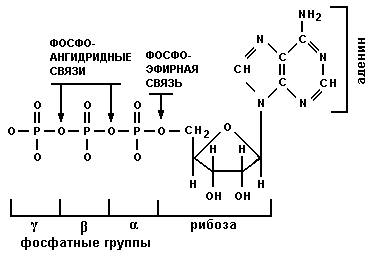 NH₂
ФОСФО-
АНГИДРИДНЫЕ
СВЯЗИ
ФОСФО-
ЭФИРНАЯ
СВЯЗЬ
N C C N
CH C CH
N N
аденин
O O O
O P O P O P O CH₂ O
O O O
H H
H H
OH OH
γ β α рибоза
фосфатные группы